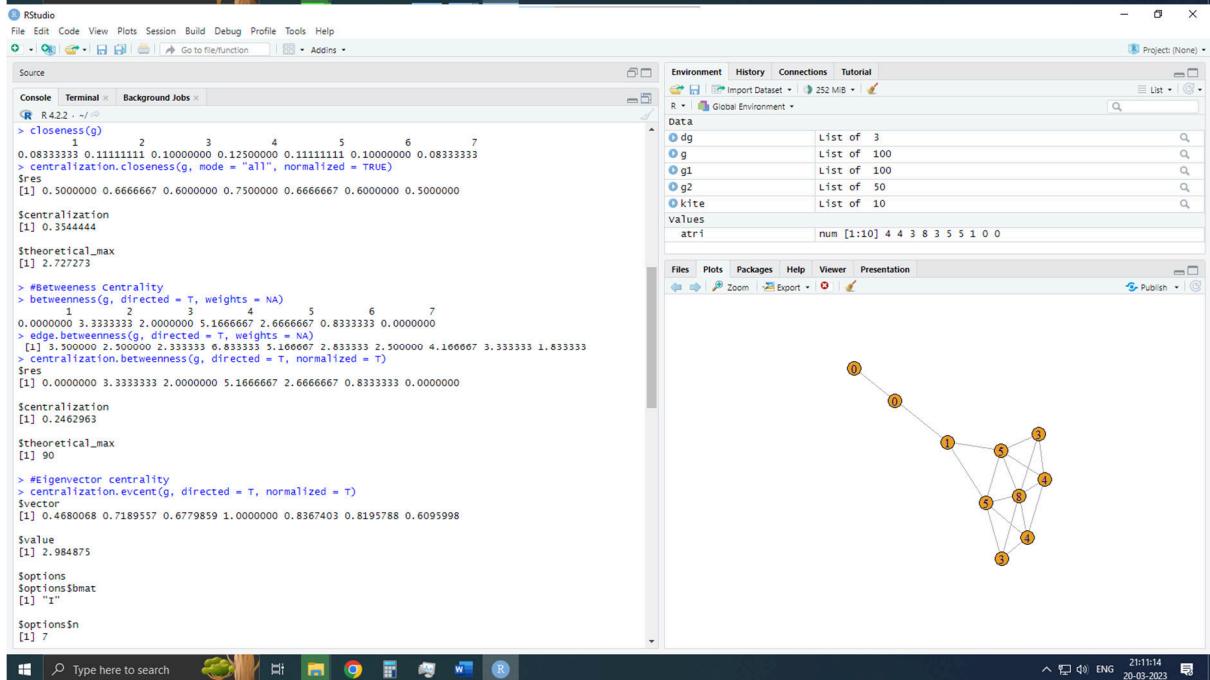 RStudio
File Edit Code View Plots Session Build Debug Profile Tools Help
Go to file/function Addins
Project: (None)
Source
Console Terminal Background Jobs
R 4.2.2 · ~/
> closeness(g)
1 2 3 4 5 6 7
0.08333333 0.11111111 0.10000000 0.12500000 0.11111111 0.10000000 0.08333333
> centralization.closeness(g, mode = "all", normalized = TRUE)
$res
[1] 0.5000000 0.6666667 0.6000000 0.7500000 0.6666667 0.6000000 0.5000000
$centralization
[1] 0.3544444
$theoretical_max
[1] 2.727273
> #Betweeness Centrality
> betweenness(g, directed = T, weights = NA)
1 2 3 4 5 6 7
0.0000000 3.3333333 2.0000000 5.1666667 2.6666667 0.8333333 0.0000000
> edge.betweenness(g, directed = T, weights = NA)
[1] 3.500000 2.500000 2.333333 6.833333 5.166667 2.833333 2.500000 4.166667 3.333333 1.833333
> centralization.betweenness(g, directed = T, normalized = T)
$res
[1] 0.0000000 3.3333333 2.0000000 5.1666667 2.6666667 0.8333333 0.0000000
$centralization
[1] 0.2462963
$theoretical_max
[1] 90
> #Eigenvector centrality
> centralization.evcent(g, directed = T, normalized = T)
$vector
[1] 0.4680068 0.7189557 0.6779859 1.0000000 0.8367403 0.8195788 0.6095998
$value
[1] 2.984875
$options
$options$bmat
[1] "I"
$options$n
[1] 7
Environment History Connections Tutorial
Import Dataset 252 MiB List
R Global Environment
Data
dg List of 3
g List of 100
g1 List of 100
g2 List of 50
kite List of 10
Values
atri num [1:10] 4 4 3 8 3 5 5 1 0 0
Files Plots Packages Help Viewer Presentation
Zoom Export Publish
0
0
1
5
3
4
8
5
4
3
Type here to search
ENG
21:11:14
20-03-2023